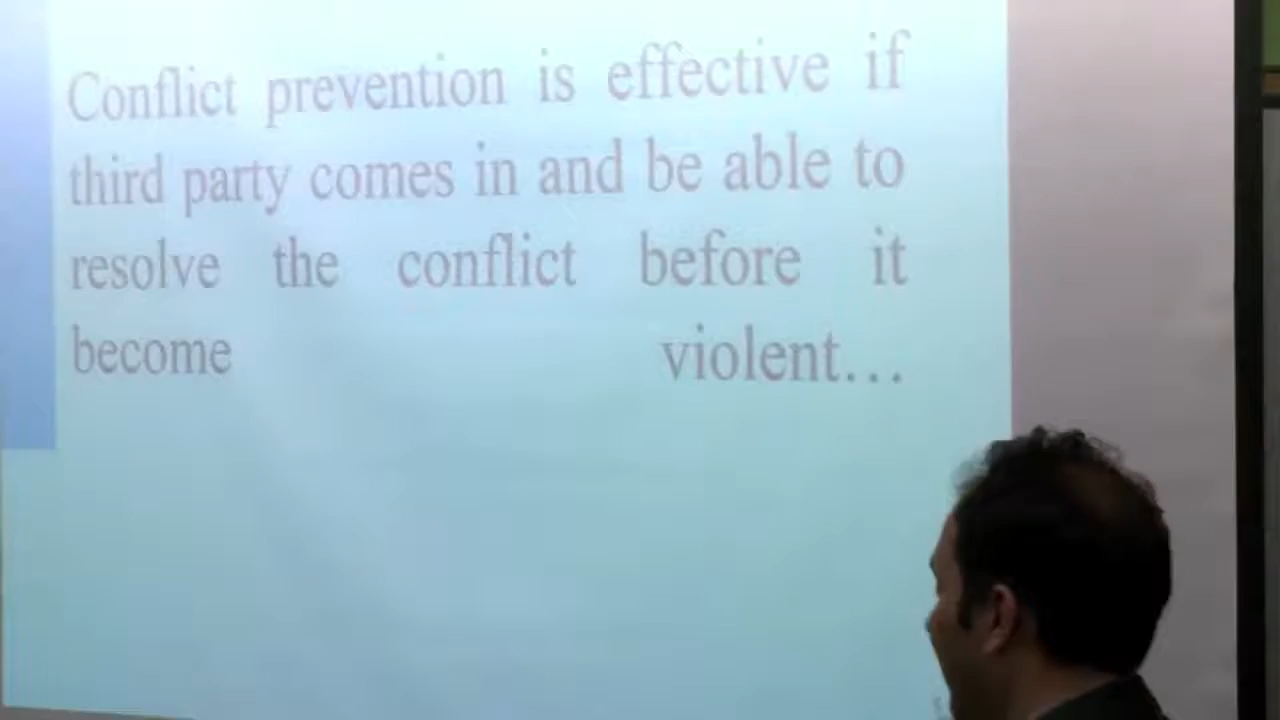 Conflict prevention is effective if
third party comes in and be able to
resolve the conflict before it
become violent...